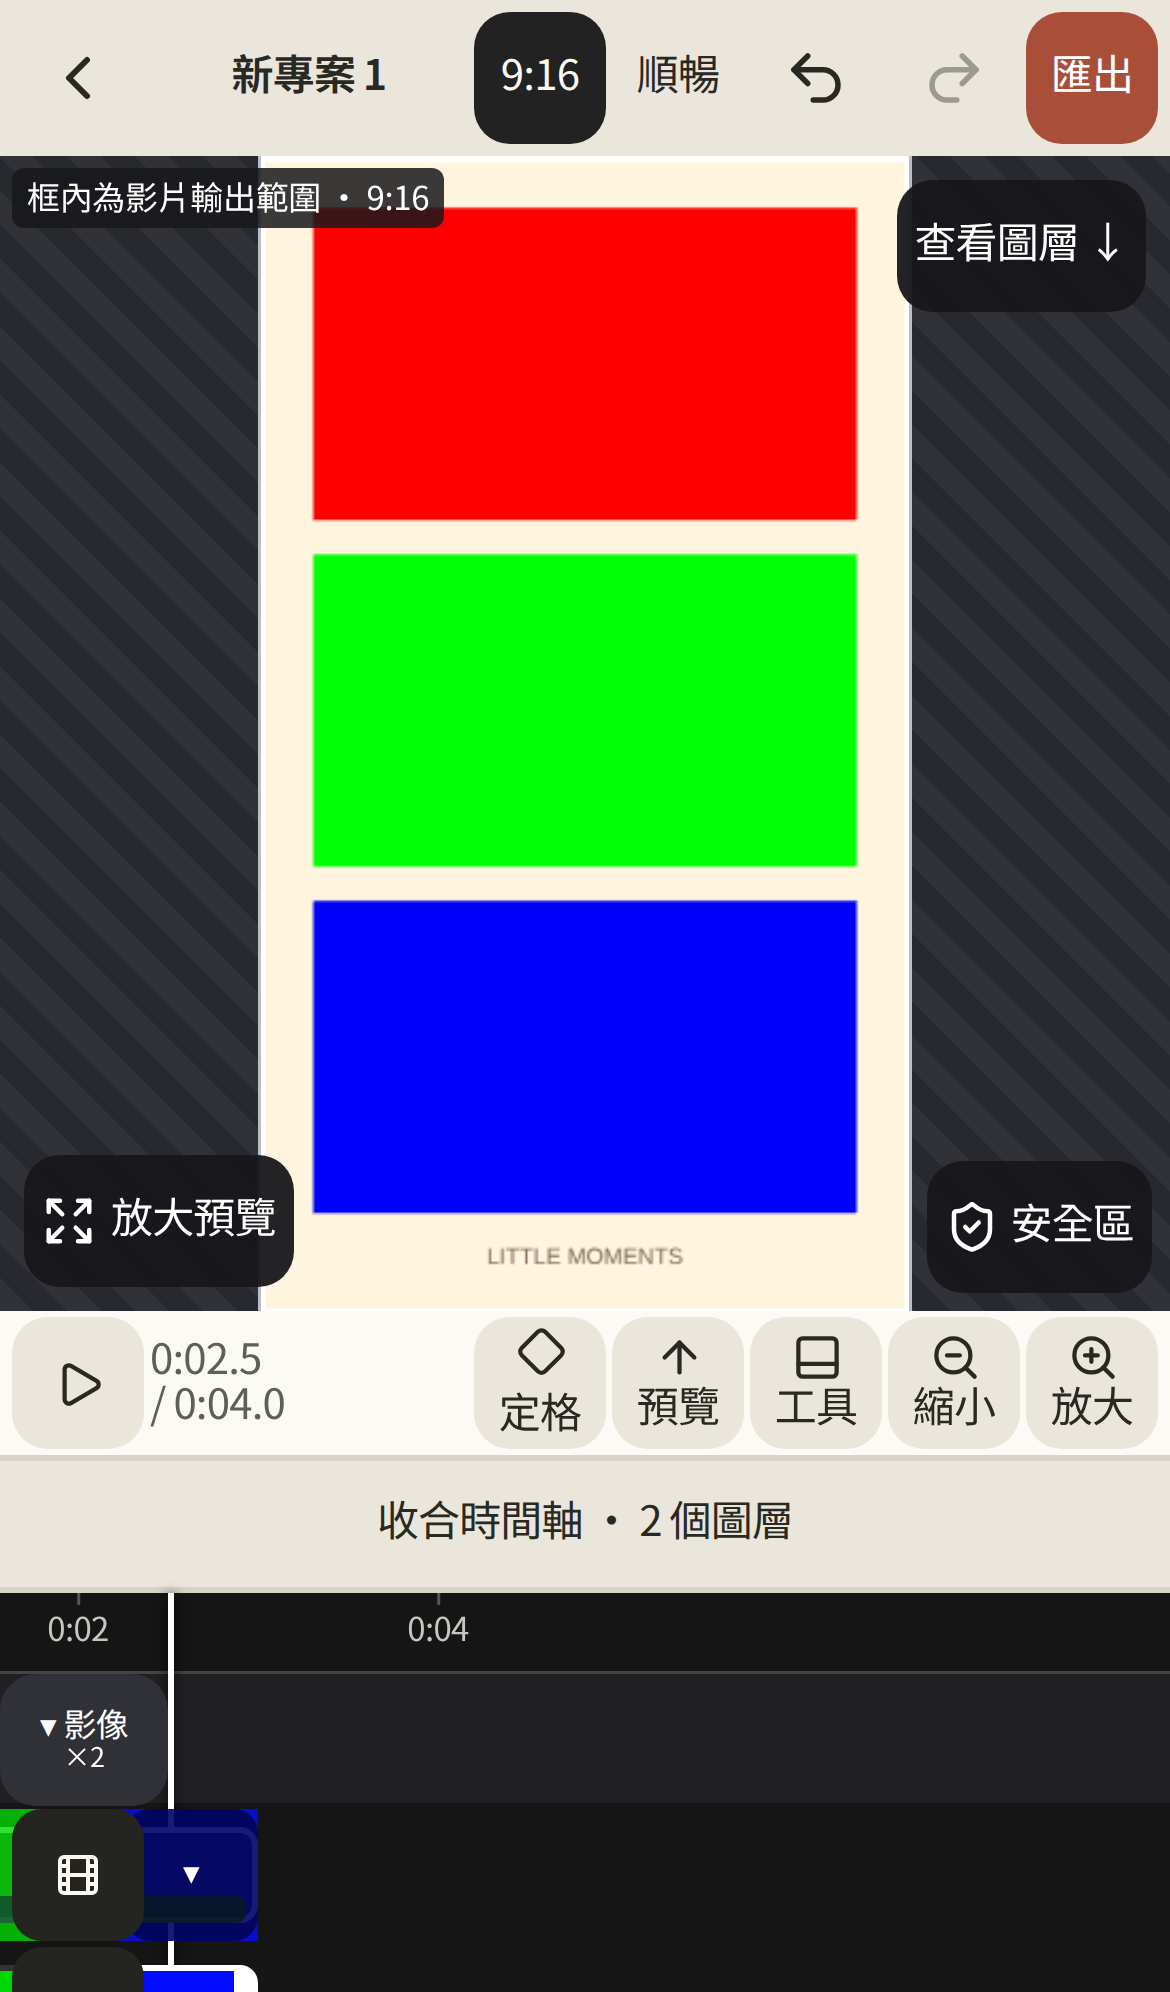 新專案 1
9:16
順暢
匯出
框內為影片輸出範圍 · 9:16
查看圖層 ↓
放大預覽
安全區
LITTLE MOMENTS
0:02.5
/ 0:04.0
定格
預覽
工具
縮小
放大
收合時間軸 · 2 個圖層
0:02
0:04
▾ 影像
×2
▾